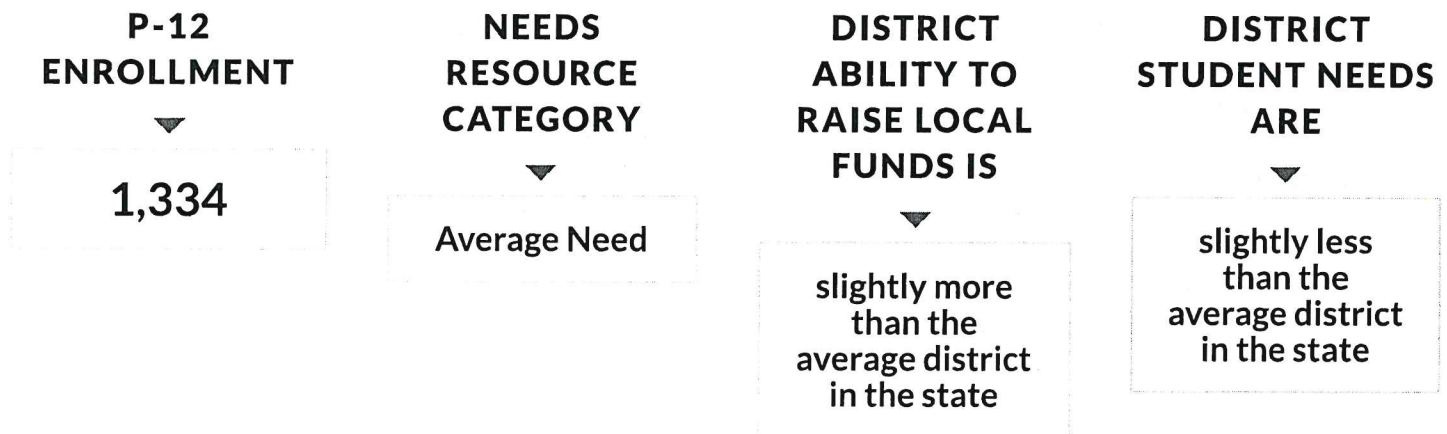 P-12
ENROLLMENT
1,334
NEEDS
RESOURCE
CATEGORY
Average Need
DISTRICT
ABILITY TO
RAISE LOCAL
FUNDS IS
slightly more
than the
average district
in the state
DISTRICT
STUDENT NEEDS
ARE
slightly less
than the
average district
in the state